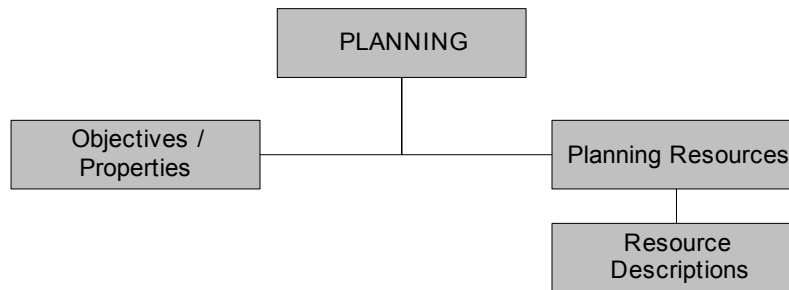 PLANNING
Objectives /
Properties
Planning Resources
Resource
Descriptions